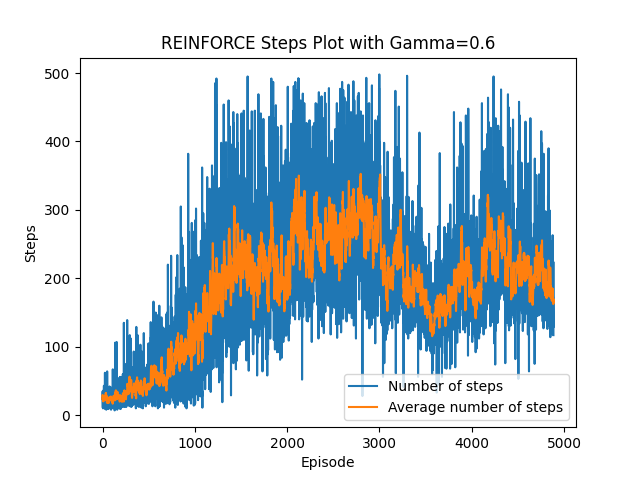 REINFORCE Steps Plot with Gamma=0.6
500
400
300
200
100
0
Steps
0 1000 2000 3000 4000 5000
Episode
Number of steps
Average number of steps